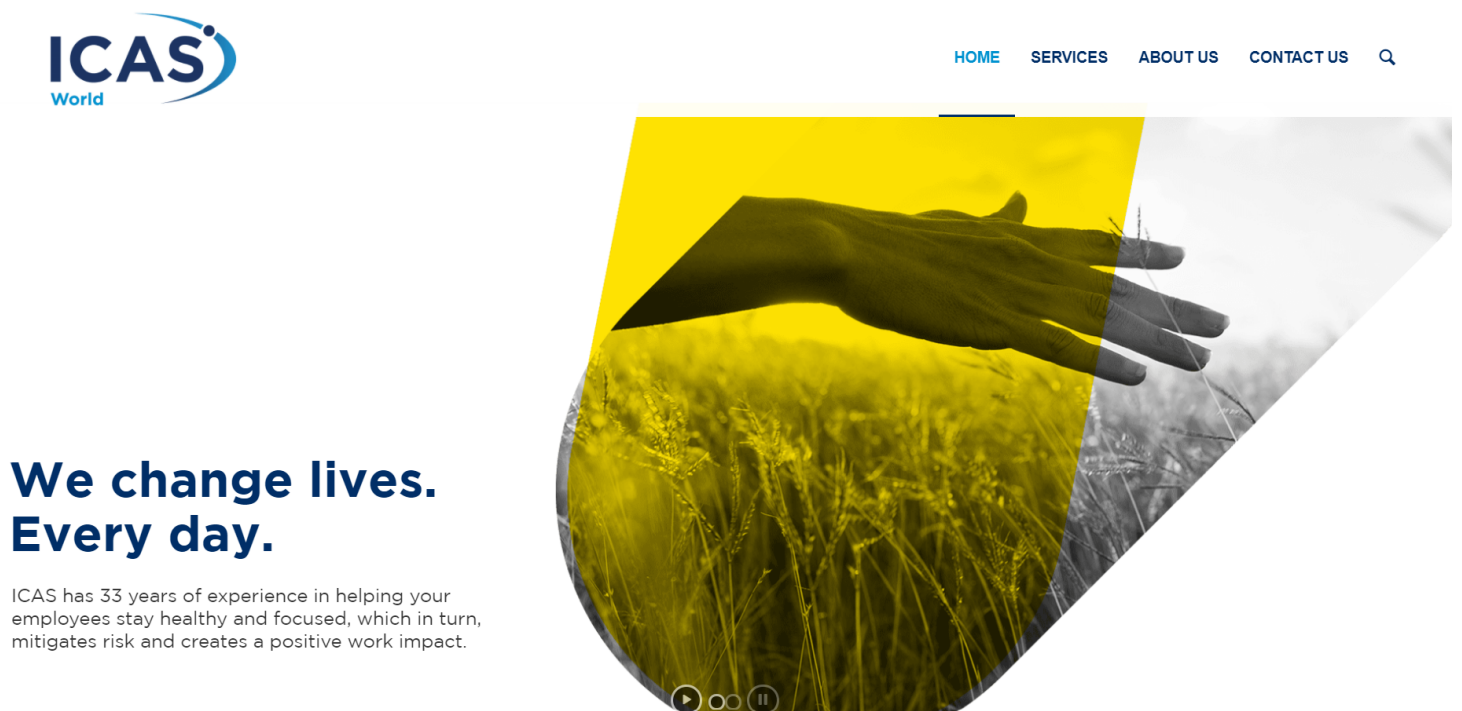 ICAS
World
HOME SERVICES ABOUT US CONTACT US
We change lives.
Every day.
ICAS has 33 years of experience in helping your
employees stay healthy and focused, which in turn,
mitigates risk and creates a positive work impact.